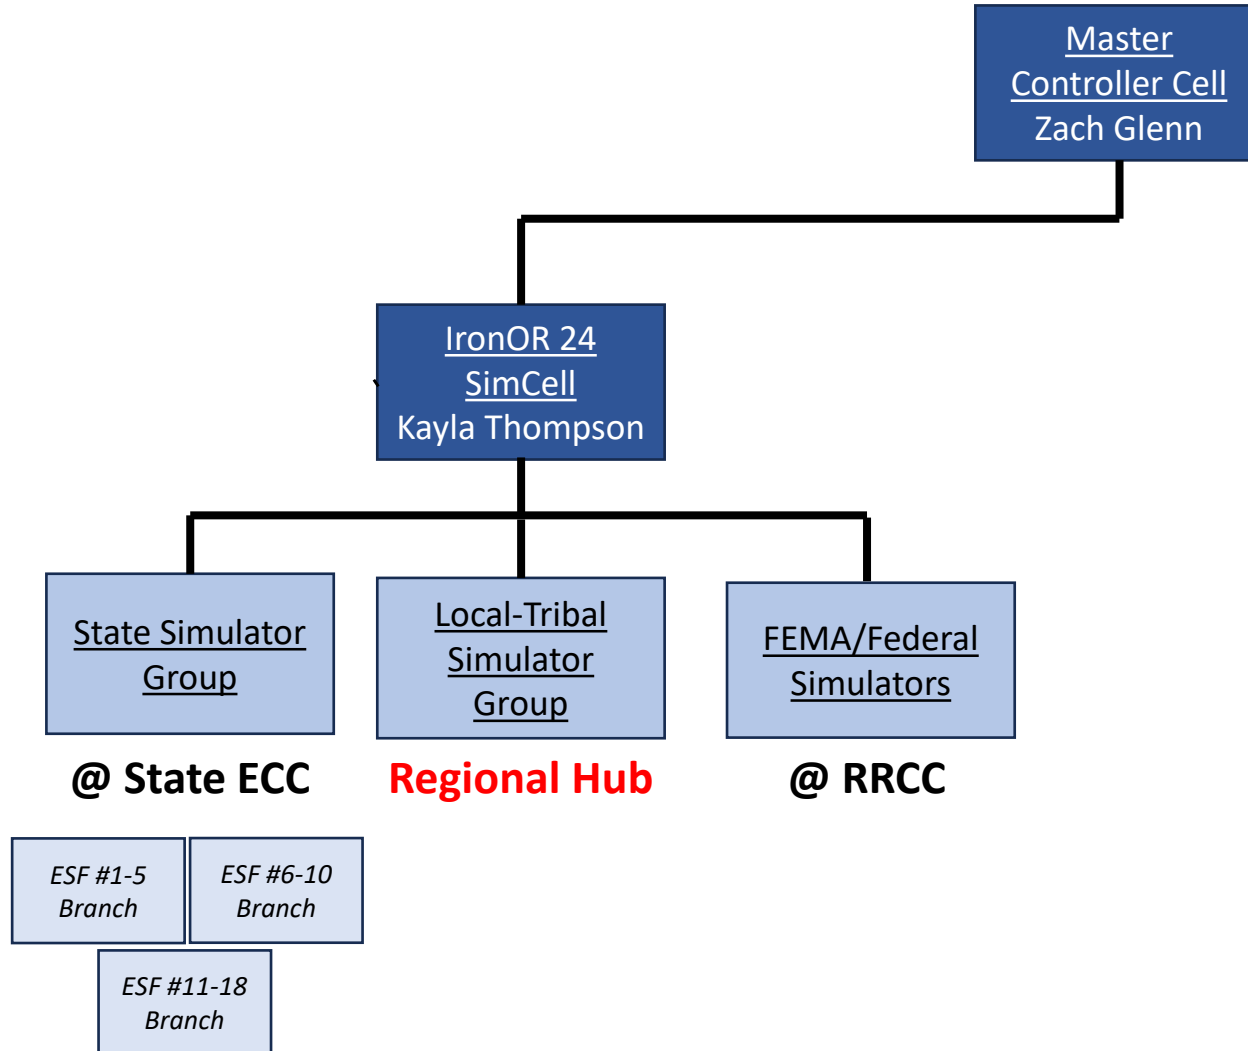 Master
Controller Cell
Zach Glenn
IronOR 24
SimCell
Kayla Thompson
State Simulator
Group
Local-Tribal
Simulator
Group
FEMA/Federal
Simulators
@ State ECC
Regional Hub
@ RRCC
ESF #1-5
Branch
ESF #6-10
Branch
ESF #11-18
Branch